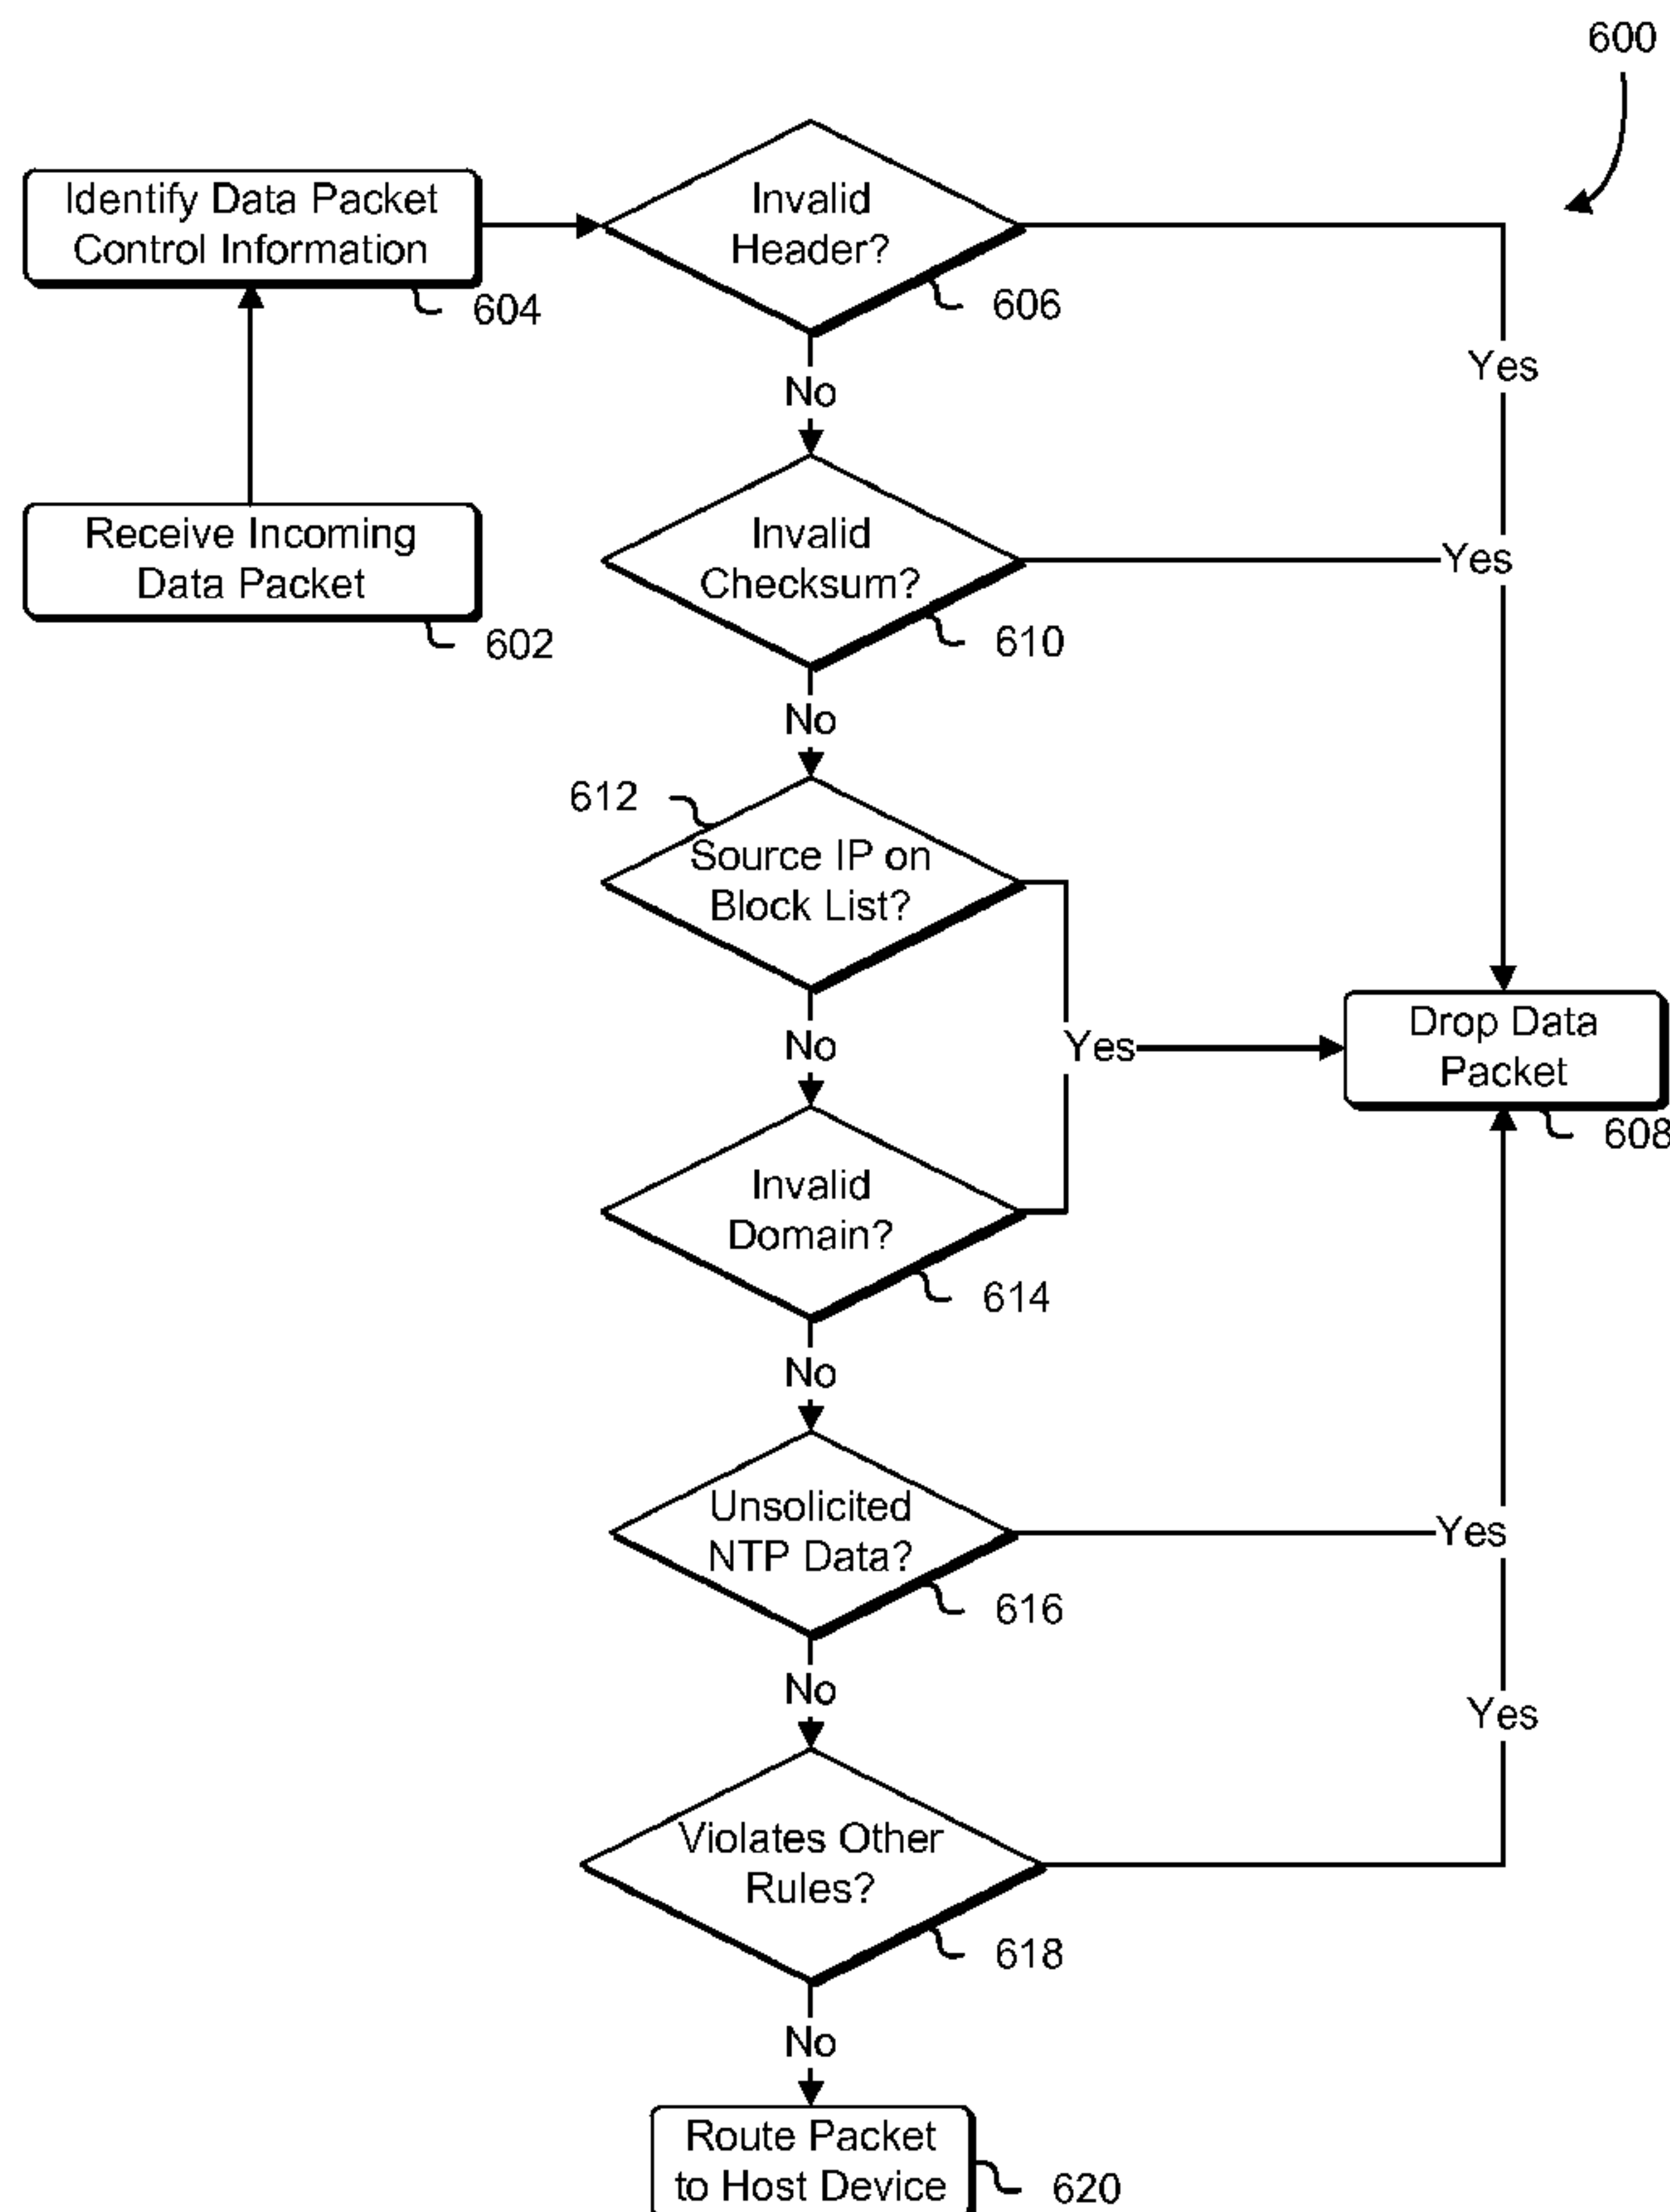 600
Identify Data Packet
Control Information
604
Invalid
Header?
606
Yes
No
Receive Incoming
Data Packet
602
Invalid
Checksum?
610
Yes
No
612
Source IP on
Block List?
No
Yes
Drop Data
Packet
608
Invalid
Domain?
614
No
Unsolicited
NTP Data?
616
Yes
No
Yes
Violates Other
Rules?
618
No
Route Packet
to Host Device
620